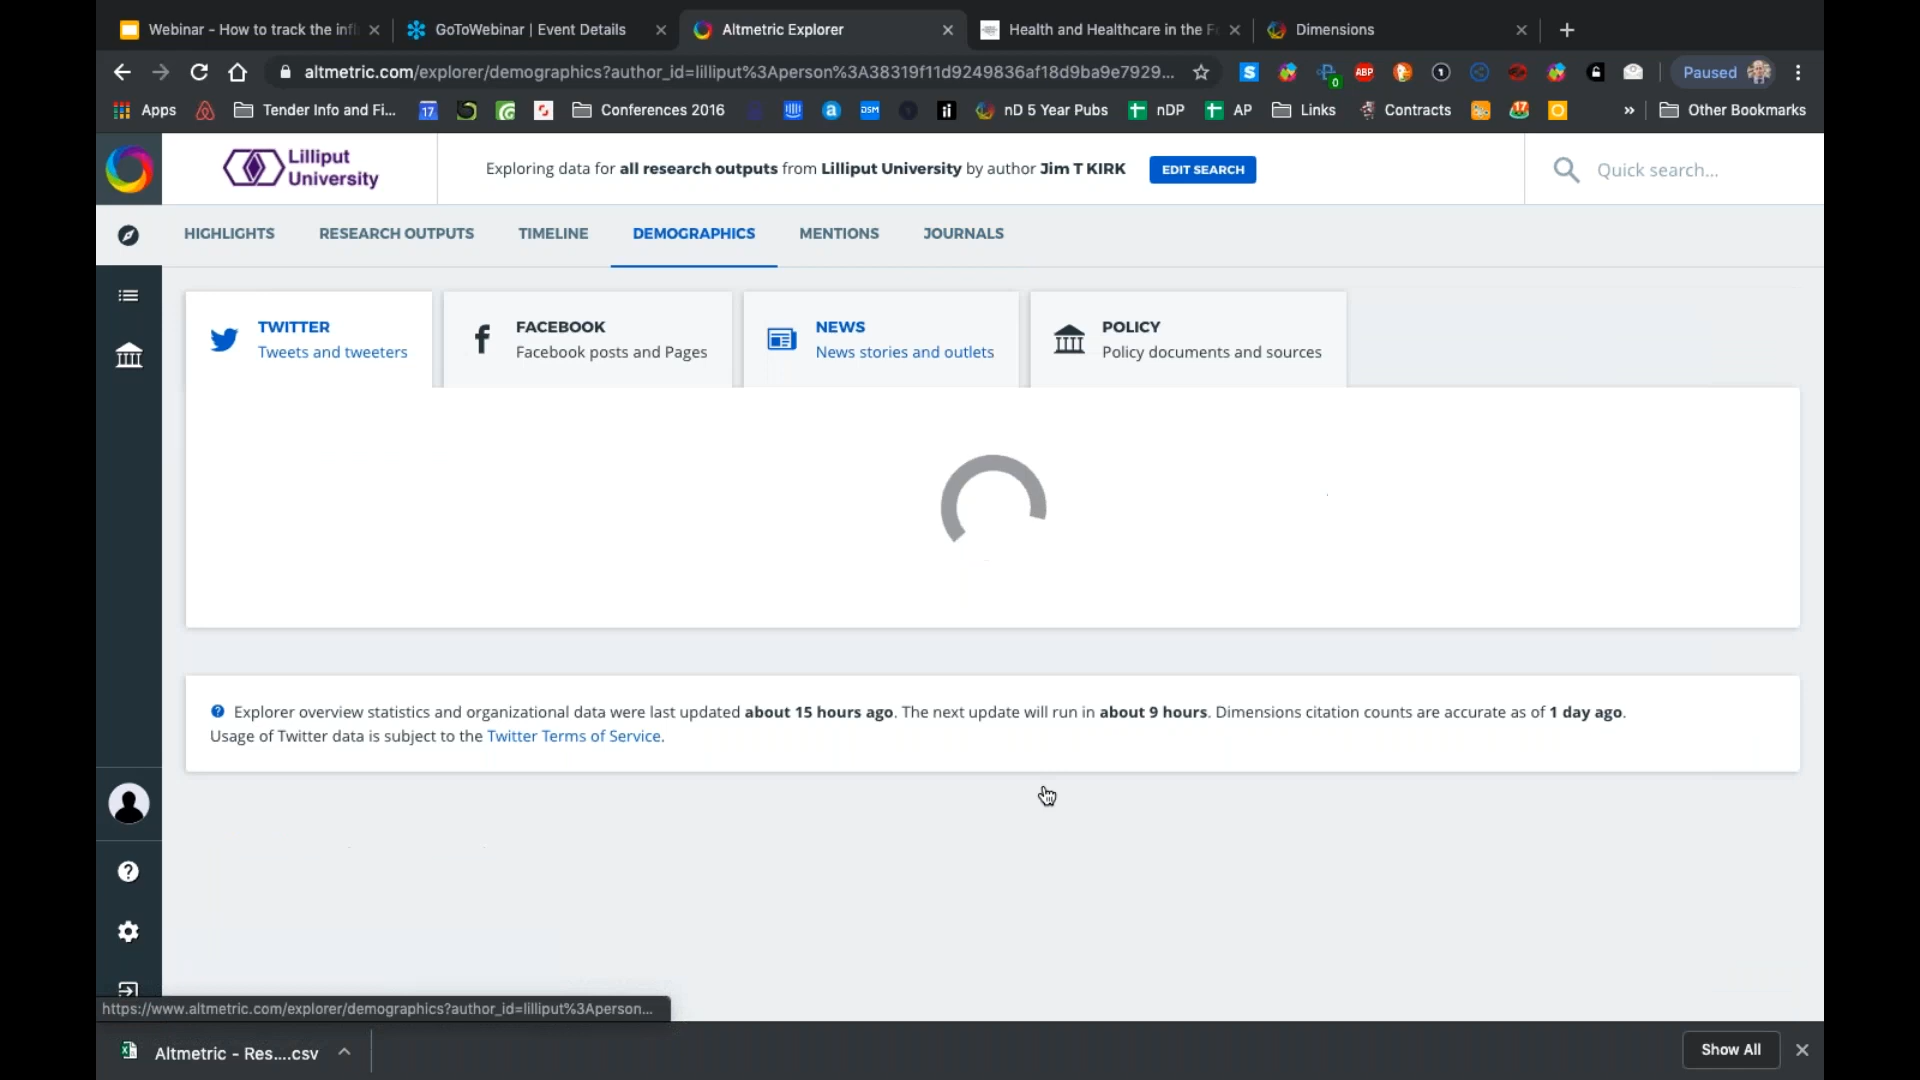 Webinar - How to track the infl
GoToWebinar | Event Details
Altmetric Explorer
Health and Healthcare in the F
Dimensions
altmetric.com/explorer/demographics?author_id=lilliput%3Aperson%3A38319f11d9249836af18d9ba9e7929...
S
0
ABP
1
Paused
Apps
Tender Info and Fi...
17
Conferences 2016
a
DSM
ii
nD 5 Year Pubs
nDP
AP
Links
Contracts
17
»
Other Bookmarks
Lilliput
University
Exploring data for all research outputs from Lilliput University by author Jim T KIRK
EDIT SEARCH
Quick search...
HIGHLIGHTS
RESEARCH OUTPUTS
TIMELINE
DEMOGRAPHICS
MENTIONS
JOURNALS
TWITTER
Tweets and tweeters
FACEBOOK
Facebook posts and Pages
NEWS
News stories and outlets
POLICY
Policy documents and sources
Explorer overview statistics and organizational data were last updated about 15 hours ago. The next update will run in about 9 hours. Dimensions citation counts are accurate as of 1 day ago.
Usage of Twitter data is subject to the Twitter Terms of Service.
https://www.altmetric.com/explorer/demographics?author_id=lilliput%3Aperson...
Altmetric - Res....csv
Show All